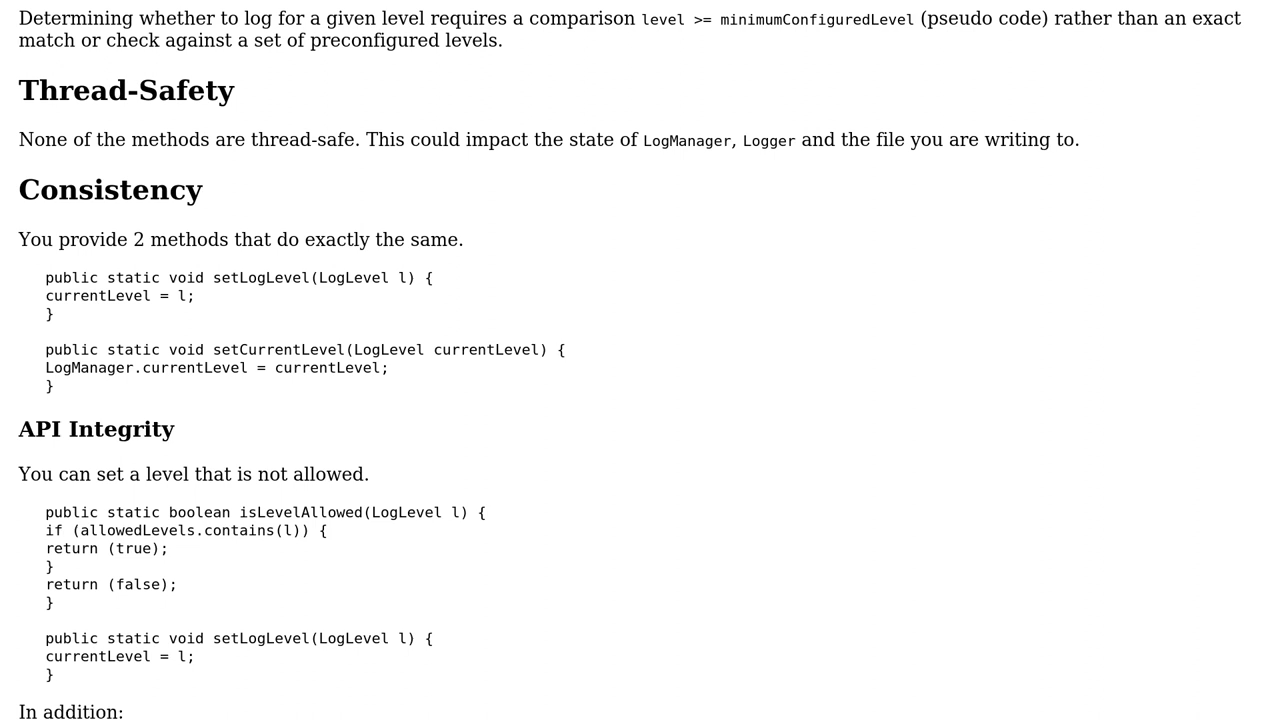 Determining whether to log for a given level requires a comparison level >= minimumConfiguredLevel (pseudo code) rather than an exact
match or check against a set of preconfigured levels.
Thread-Safety
None of the methods are thread-safe. This could impact the state of LogManager, Logger and the file you are writing to.
Consistency
You provide 2 methods that do exactly the same.
public static void setLogLevel(LogLevel l) {
currentLevel = l;
}
public static void setCurrentLevel(LogLevel currentLevel) {
LogManager.currentLevel = currentLevel;
}
API Integrity
You can set a level that is not allowed.
public static boolean isLevelAllowed(LogLevel l) {
if (allowedLevels.contains(l)) {
return (true);
}
return (false);
}
public static void setLogLevel(LogLevel l) {
currentLevel = l;
}
In addition: